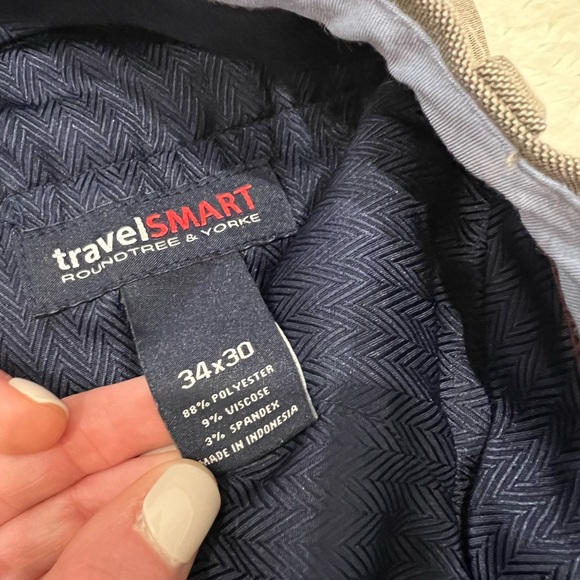 travelSMART
ROUNDTREE & YORKE
34x30
88% POLYESTER
9% VISCOSE
3% SPANDEX
MADE IN INDONESIA